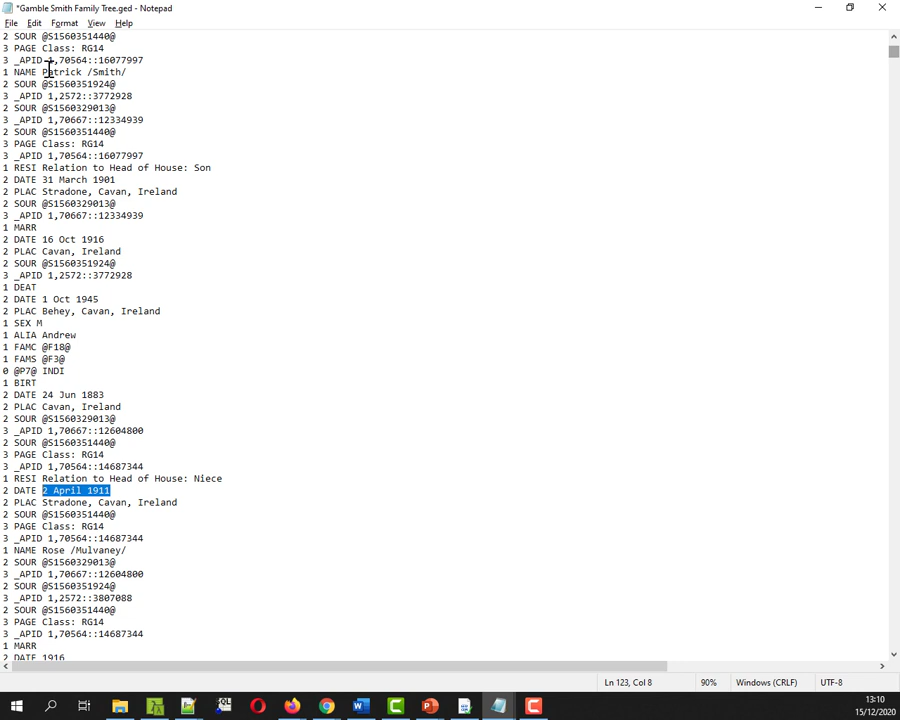 *Gamble Smith Family Tree.ged - Notepad
File Edit Format View Help
2 SOUR @S1560351440@
3 PAGE Class: RG14
3 _APID 1,70564::16077997
1 NAME Patrick /Smith/
2 SOUR @S1560351924@
3 _APID 1,2572::3772928
2 SOUR @S1560329013@
3 _APID 1,70667::12334939
2 SOUR @S1560351440@
3 PAGE Class: RG14
3 _APID 1,70564::16077997
1 RESI Relation to Head of House: Son
2 DATE 31 March 1901
2 PLAC Stradone, Cavan, Ireland
2 SOUR @S1560329013@
3 _APID 1,70667::12334939
1 MARR
2 DATE 16 Oct 1916
2 PLAC Cavan, Ireland
2 SOUR @S1560351924@
3 _APID 1,2572::3772928
1 DEAT
2 DATE 1 Oct 1945
2 PLAC Behey, Cavan, Ireland
1 SEX M
1 ALIA Andrew
1 FAMC @F18@
1 FAMS @F3@
0 @P7@ INDI
1 BIRT
2 DATE 24 Jun 1883
2 PLAC Cavan, Ireland
2 SOUR @S1560329013@
3 _APID 1,70667::12604800
2 SOUR @S1560351440@
3 PAGE Class: RG14
3 _APID 1,70564::14687344
1 RESI Relation to Head of House: Niece
2 DATE 2 April 1911
2 PLAC Stradone, Cavan, Ireland
2 SOUR @S1560351440@
3 PAGE Class: RG14
3 _APID 1,70564::14687344
1 NAME Rose /Mulvaney/
2 SOUR @S1560329013@
3 _APID 1,70667::12604800
2 SOUR @S1560351924@
3 _APID 1,2572::3807088
2 SOUR @S1560351440@
3 PAGE Class: RG14
3 _APID 1,70564::14687344
1 MARR
2 DATE 1916
Ln 123, Col 8 90% Windows (CRLF) UTF-8
13:10
15/12/2020